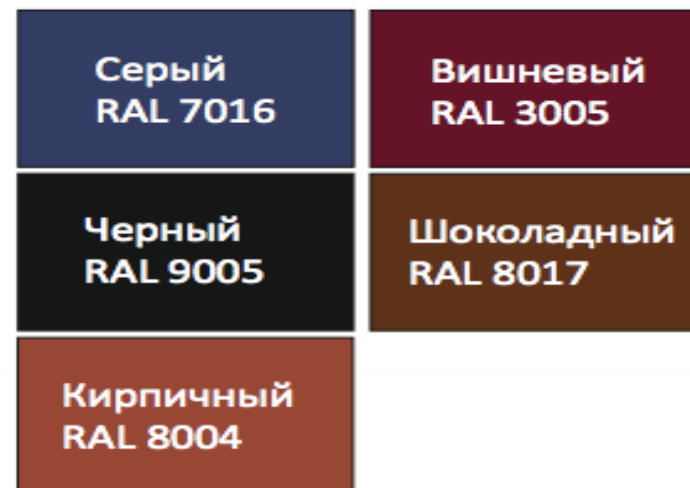 Серый
RAL 7016
Вишневый
RAL 3005
Черный
RAL 9005
Шоколадный
RAL 8017
Кирпичный
RAL 8004